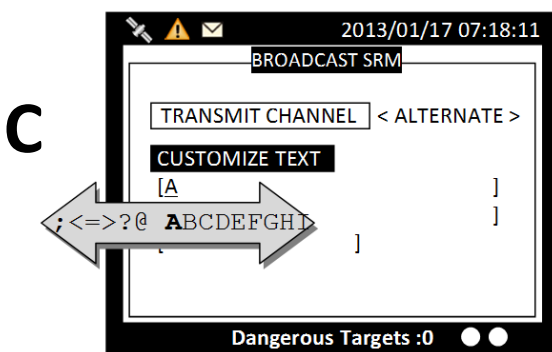 2013/01/17 07:18:11
BROADCAST SRM
C
TRANSMIT CHANNEL < ALTERNATE >
CUSTOMIZE TEXT
[A ]
]
;<=>?@ ABCDEFGHI
[ ]
Dangerous Targets :0